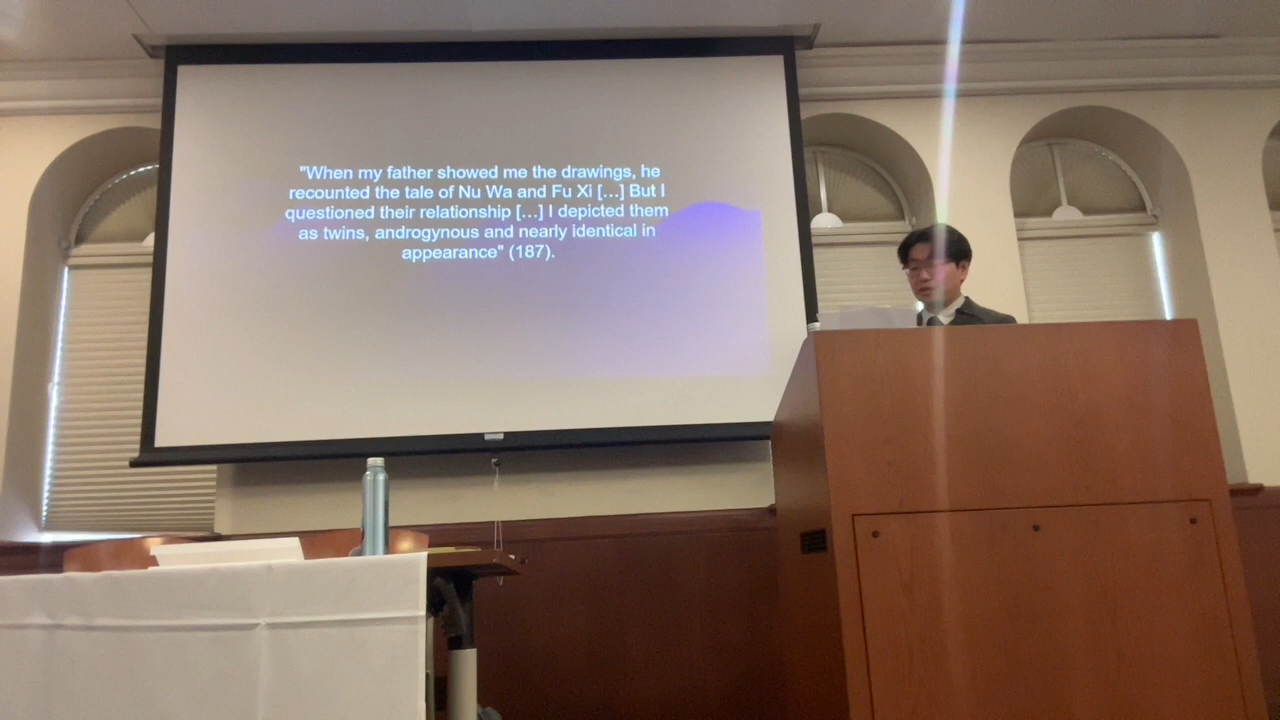 "When my father showed me the drawings, he
recounted the tale of Nu Wa and Fu Xi [...] But I
questioned their relationship [...] I depicted them
as twins, androgynous and nearly identical in
appearance" (187).